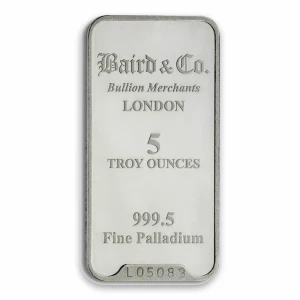 Baird & Co.
Bullion Merchants
LONDON
5
TROY OUNCES
999.5
Fine Palladium
L05083